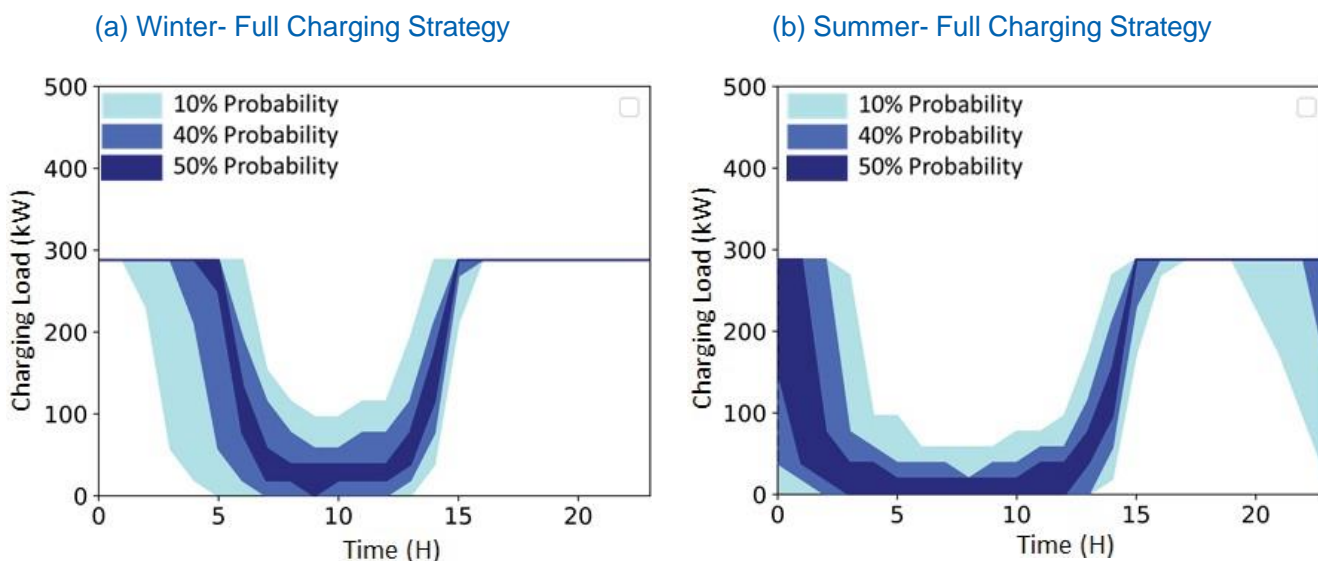 (a) Winter- Full Charging Strategy
(b) Summer- Full Charging Strategy
500
400
300
200
100
0
Charging Load (kW)
10% Probability
40% Probability
50% Probability
0
5
10
15
20
Time (H)
500
400
300
200
100
0
Charging Load (kW)
10% Probability
40% Probability
50% Probability
0
5
10
15
20
Time (H)